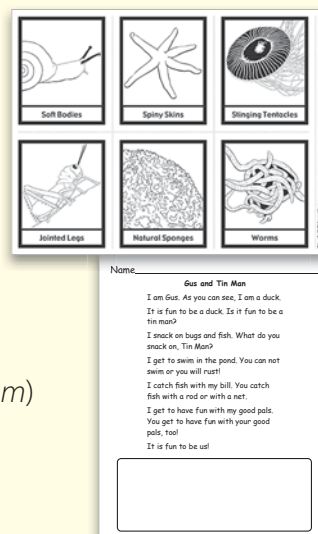 Soft Bodies
Spiny Skins
Stinging Tentacles
Jointed Legs
Natural Sponges
Worms
Name
Gus and Tin Man
I am Gus. As you can see, I am a duck.
It is fun to be a duck. Is it fun to be a
tin man?
I snack on bugs and fish. What do you
snack on, Tin Man?
I get to swim in the pond. You can not
swim or you will rust!
I catch fish with my bill. You catch
fish with a rod or with a net.
I get to have fun with my good pals.
You get to have fun with your good
pals, too!
It is fun to be us!
m)